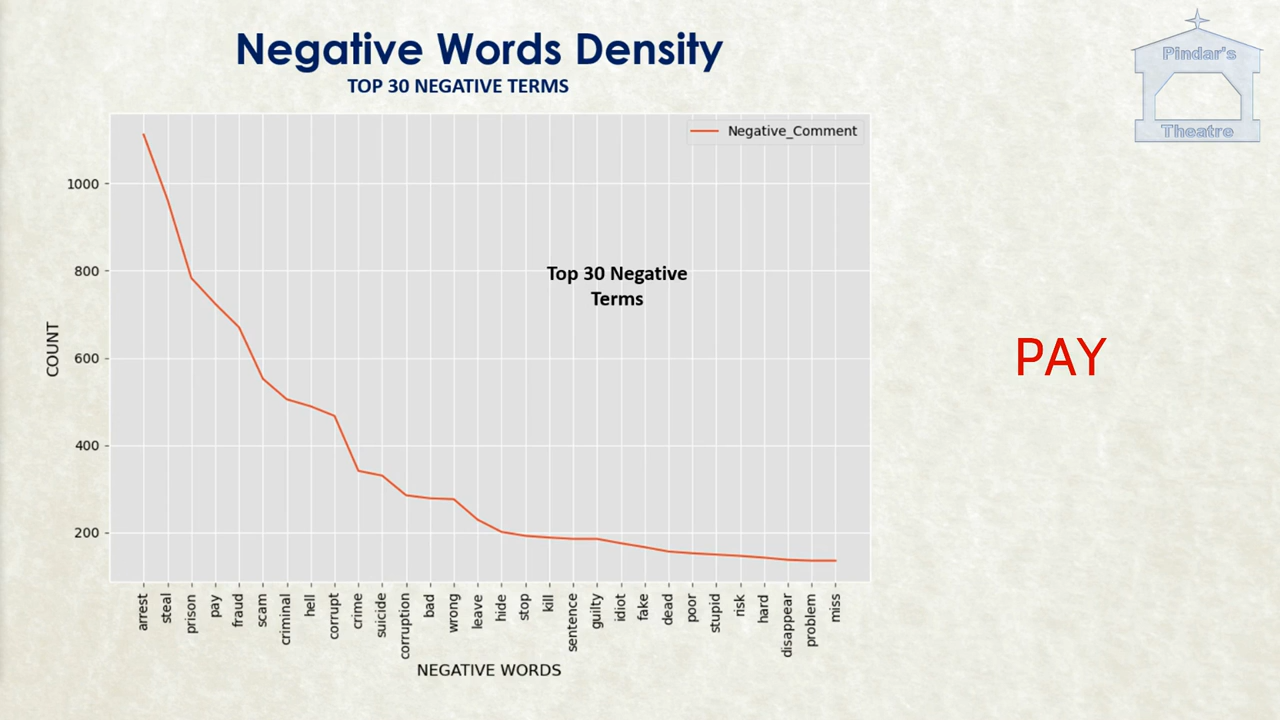 Negative Words Density
TOP 30 NEGATIVE TERMS
Pindar's
Theatre
Negative_Comment
1000
800
600
400
200
COUNT
Top 30 Negative
Terms
PAY
arrest
steal
prison
pay
fraud
scam
criminal
hell
corrupt
crime
suicide
corruption
bad
wrong
leave
hide
stop
kill
sentence
guilty
idiot
fake
dead
poor
stupid
risk
hard
disappear
problem
miss
NEGATIVE WORDS